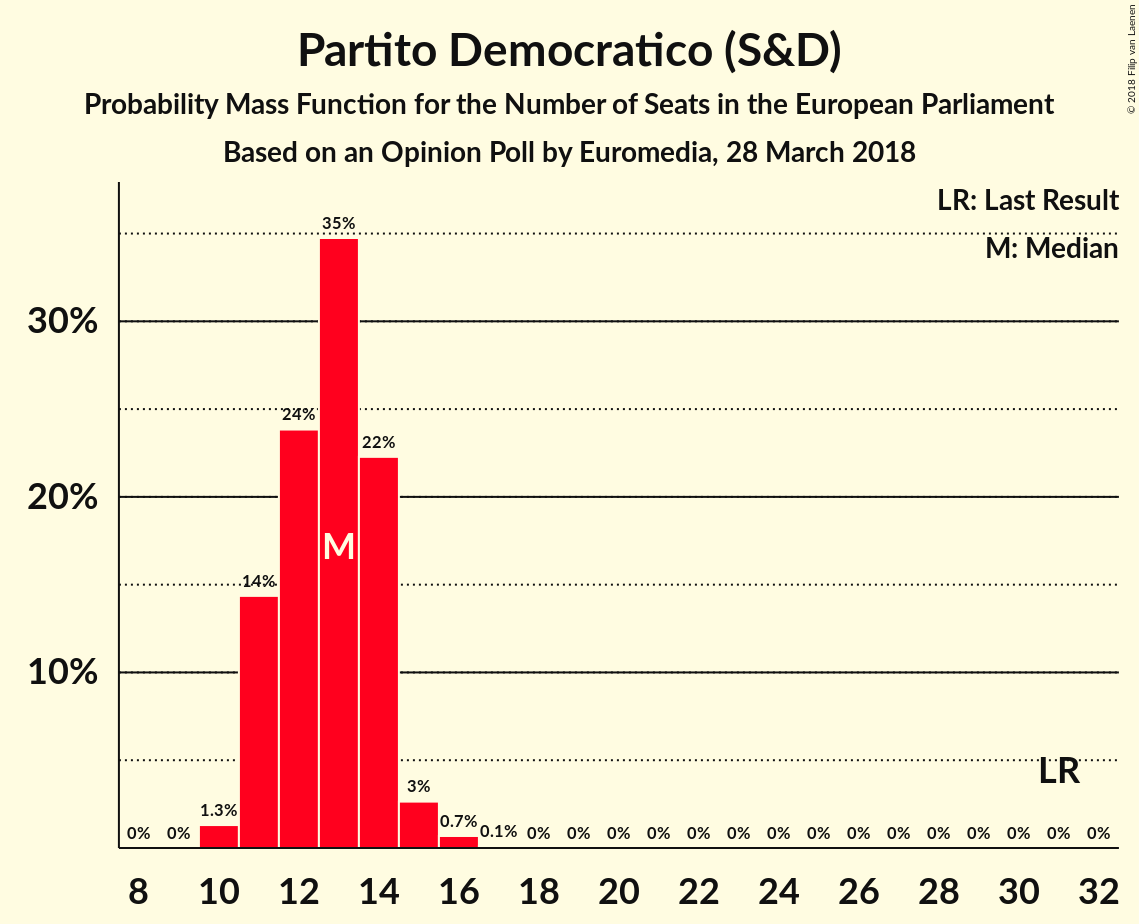 Partito Democratico (S&D)
Probability Mass Function for the Number of Seats in the European Parliament
Based on an Opinion Poll by Euromedia, 28 March 2018
© 2018 Filip van Laenen
LR: Last Result
M: Median
30%
20%
10%
0% 0% 1.3% 14% 24% 35% 22% 3% 0.7% 0.1% 0% 0% 0% 0% 0% 0% 0% 0% 0% 0% 0% 0% 0% 0% 0%
M
LR
8 10 12 14 16 18 20 22 24 26 28 30 32